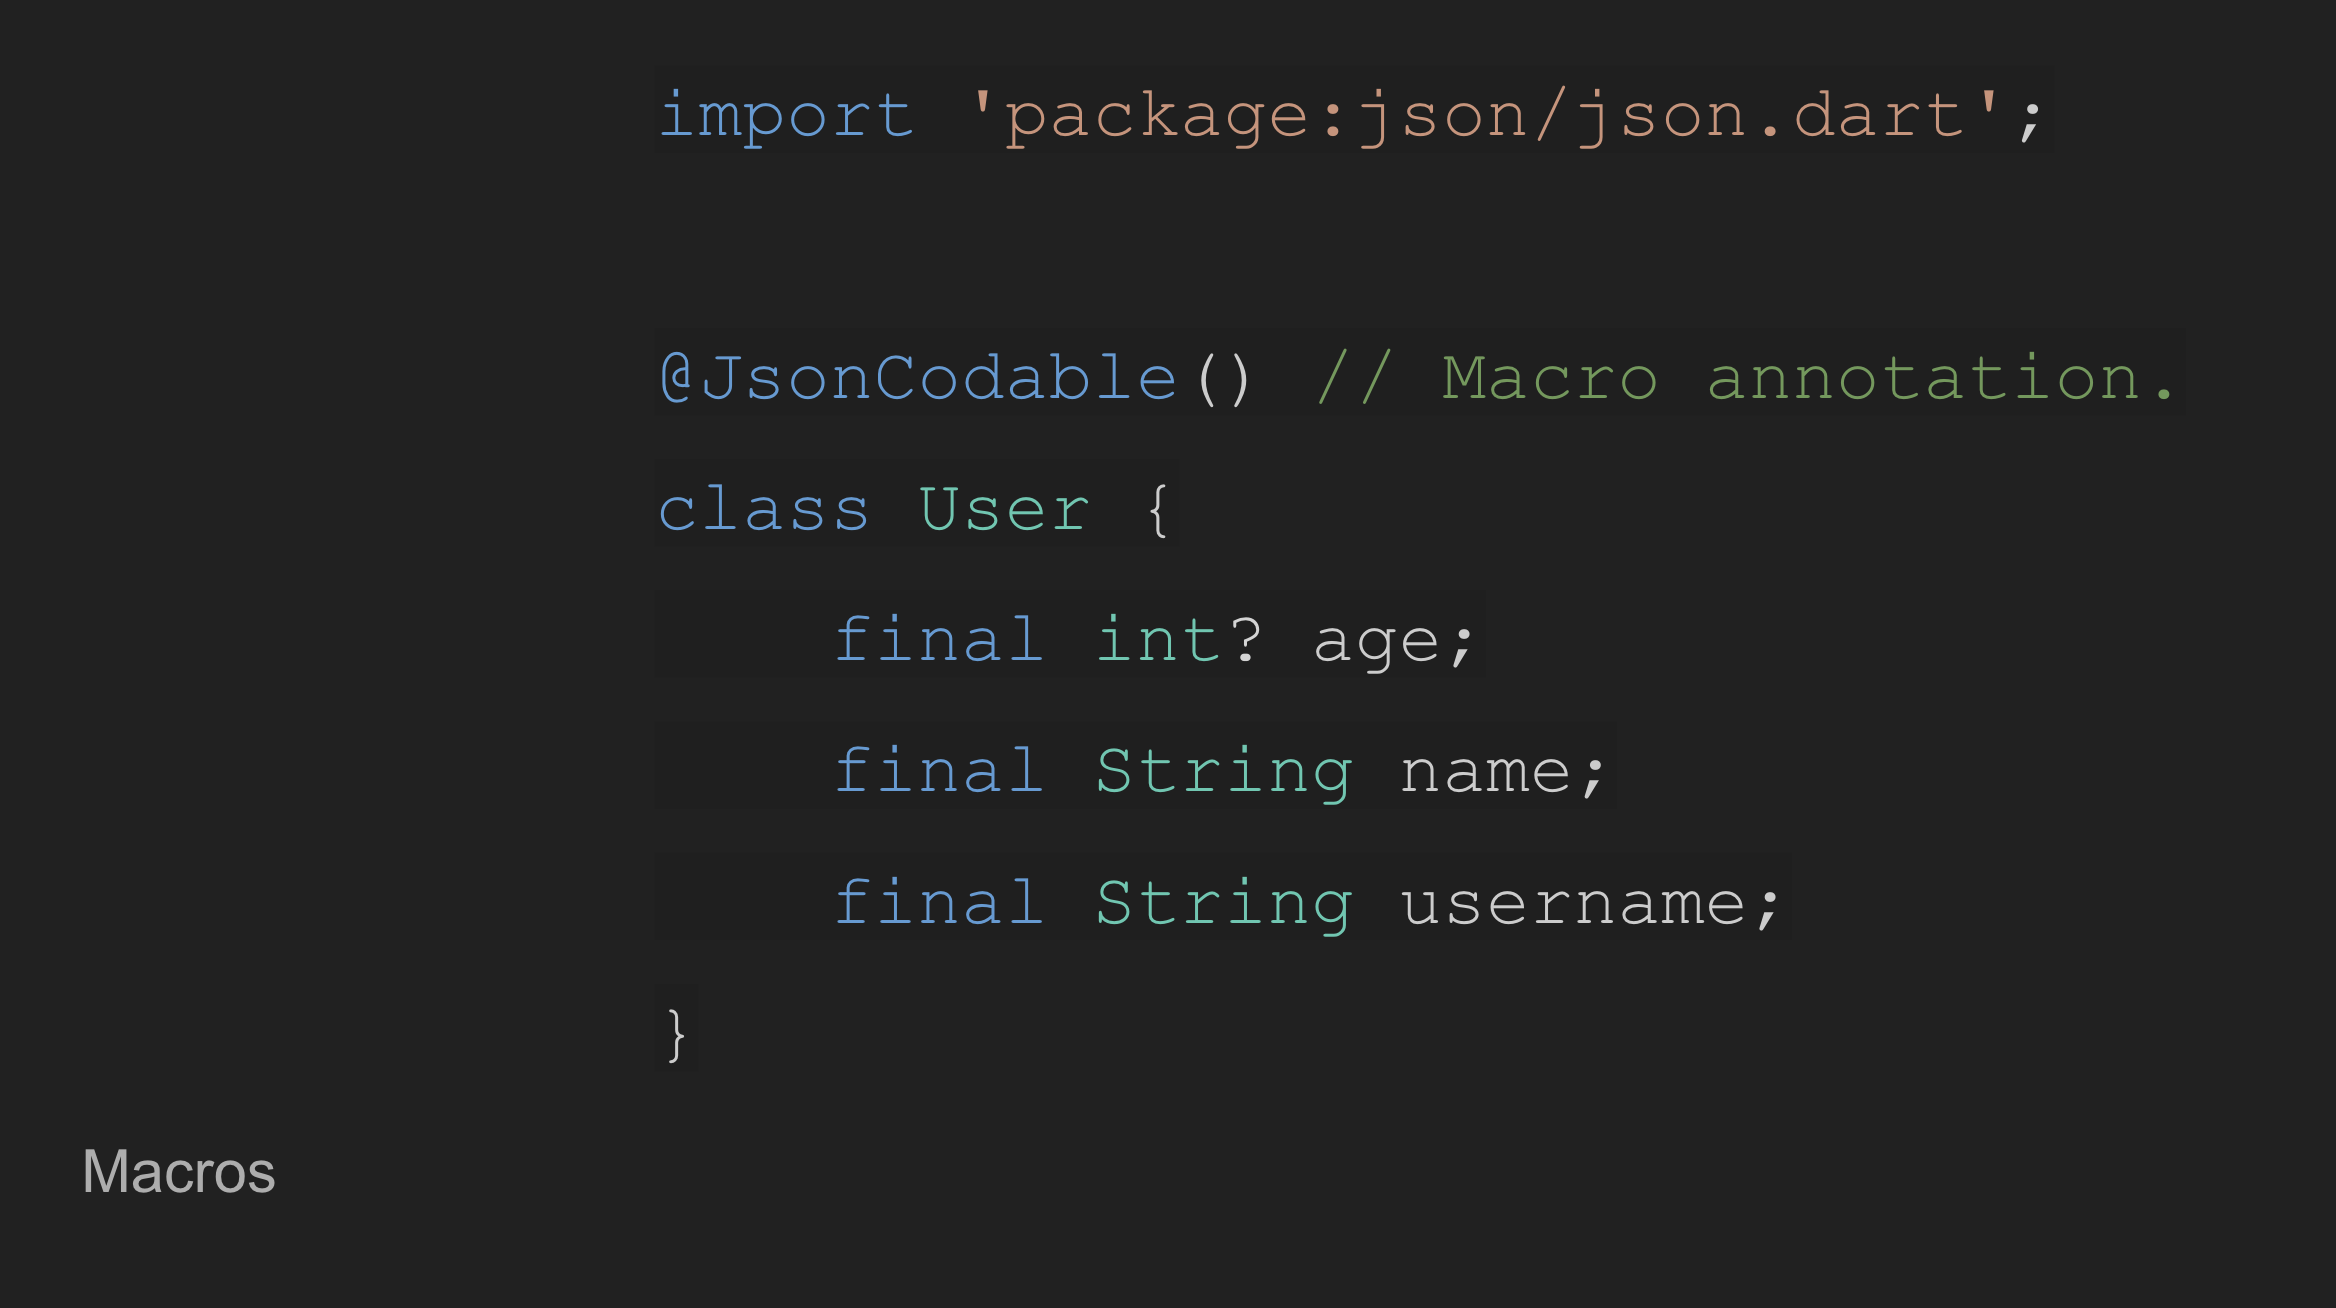 import 'package:json/json.dart';
@JsonCodable() // Macro annotation.
class User {
    final int? age;
    final String name;
    final String username;
}
Macros